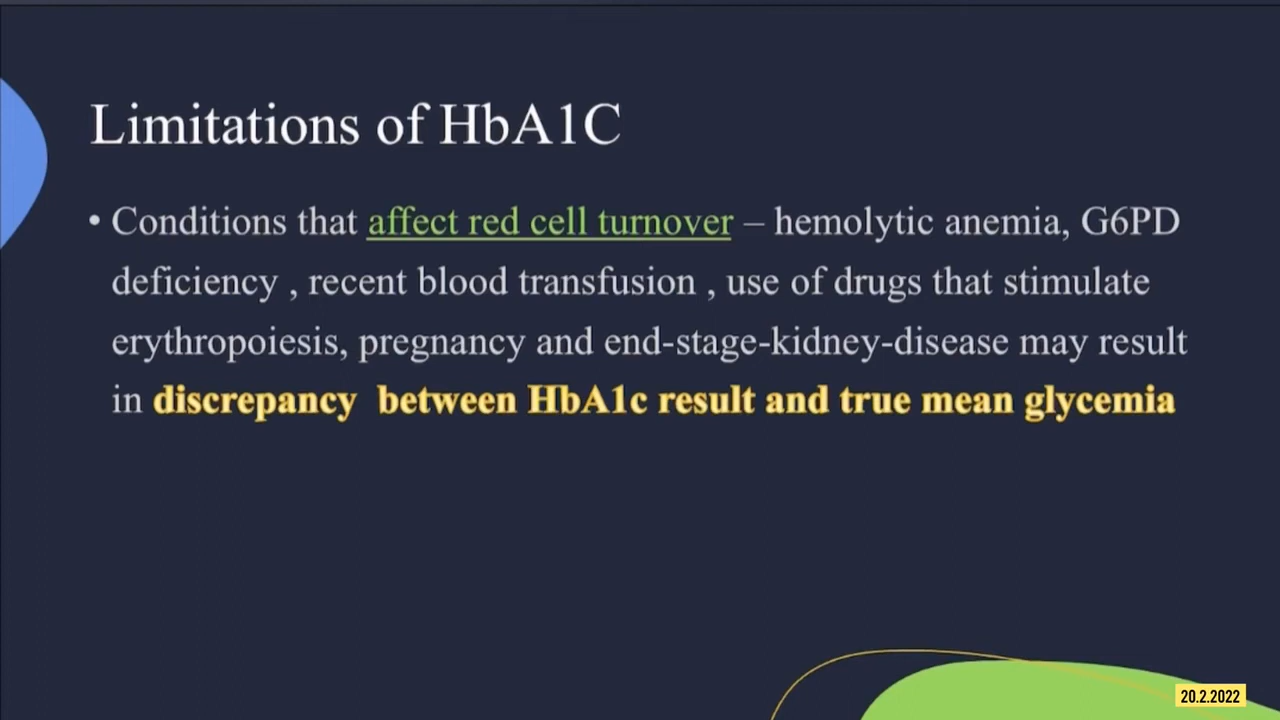 Limitations of HbA1C
• Conditions that affect red cell turnover – hemolytic anemia, G6PD
deficiency , recent blood transfusion , use of drugs that stimulate
erythropoiesis, pregnancy and end-stage-kidney-disease may result
in discrepancy  between HbA1c result and true mean glycemia
20.2.2022